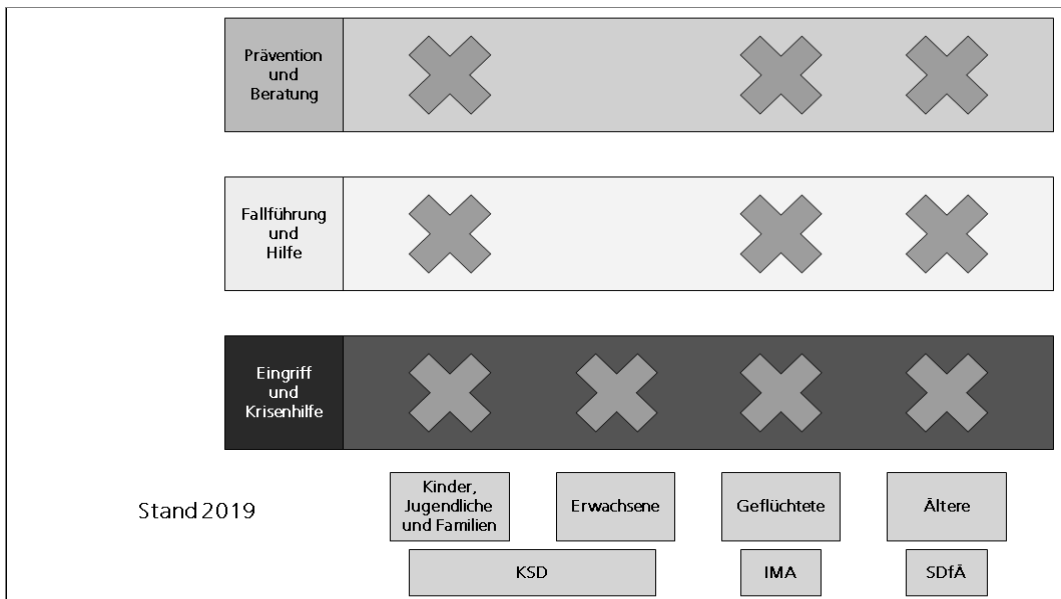 Prävention
und
Beratung
Fallführung
und
Hilfe
Eingriff
und
Krisenhilfe
Stand 2019
Kinder,
Jugendliche
und Familien
Erwachsene
Geflüchtete
Ältere
KSD
IMA
SDfÄ